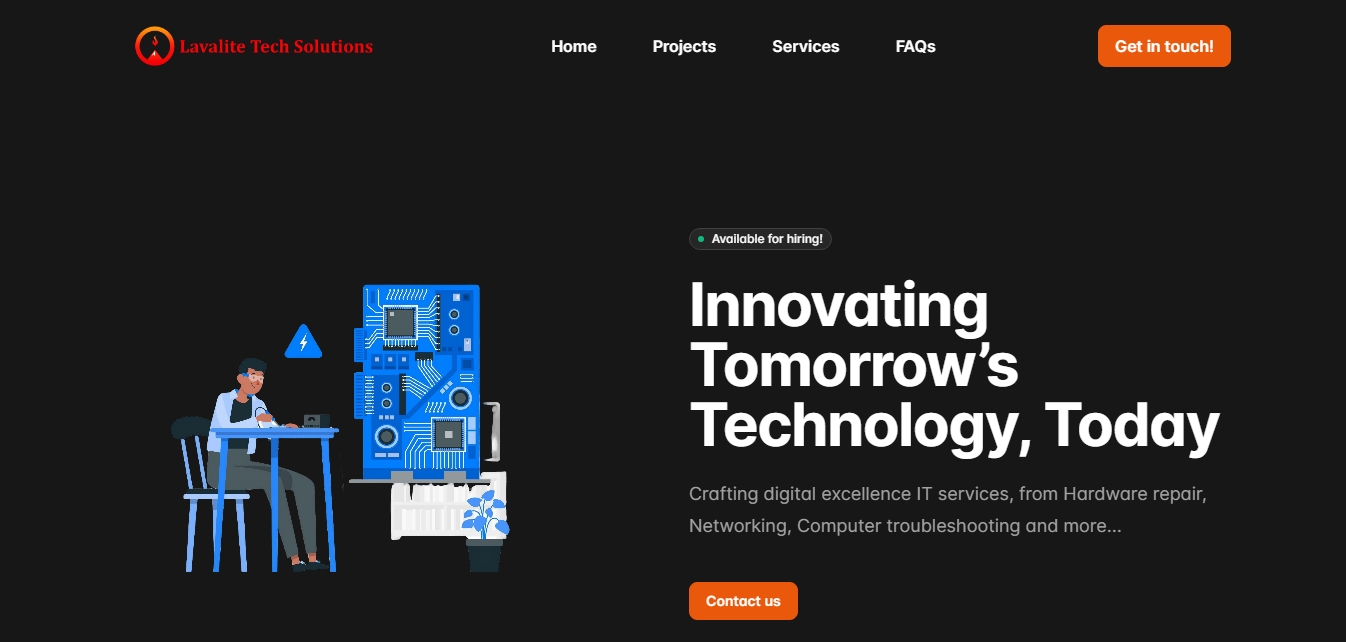 Lavalite Tech Solutions
Home
Projects
Services
FAQs
Get in touch!
Available for hiring!
Innovating
Tomorrow’s
Technology, Today
Crafting digital excellence IT services, from Hardware repair,
Networking, Computer troubleshooting and more...
Contact us